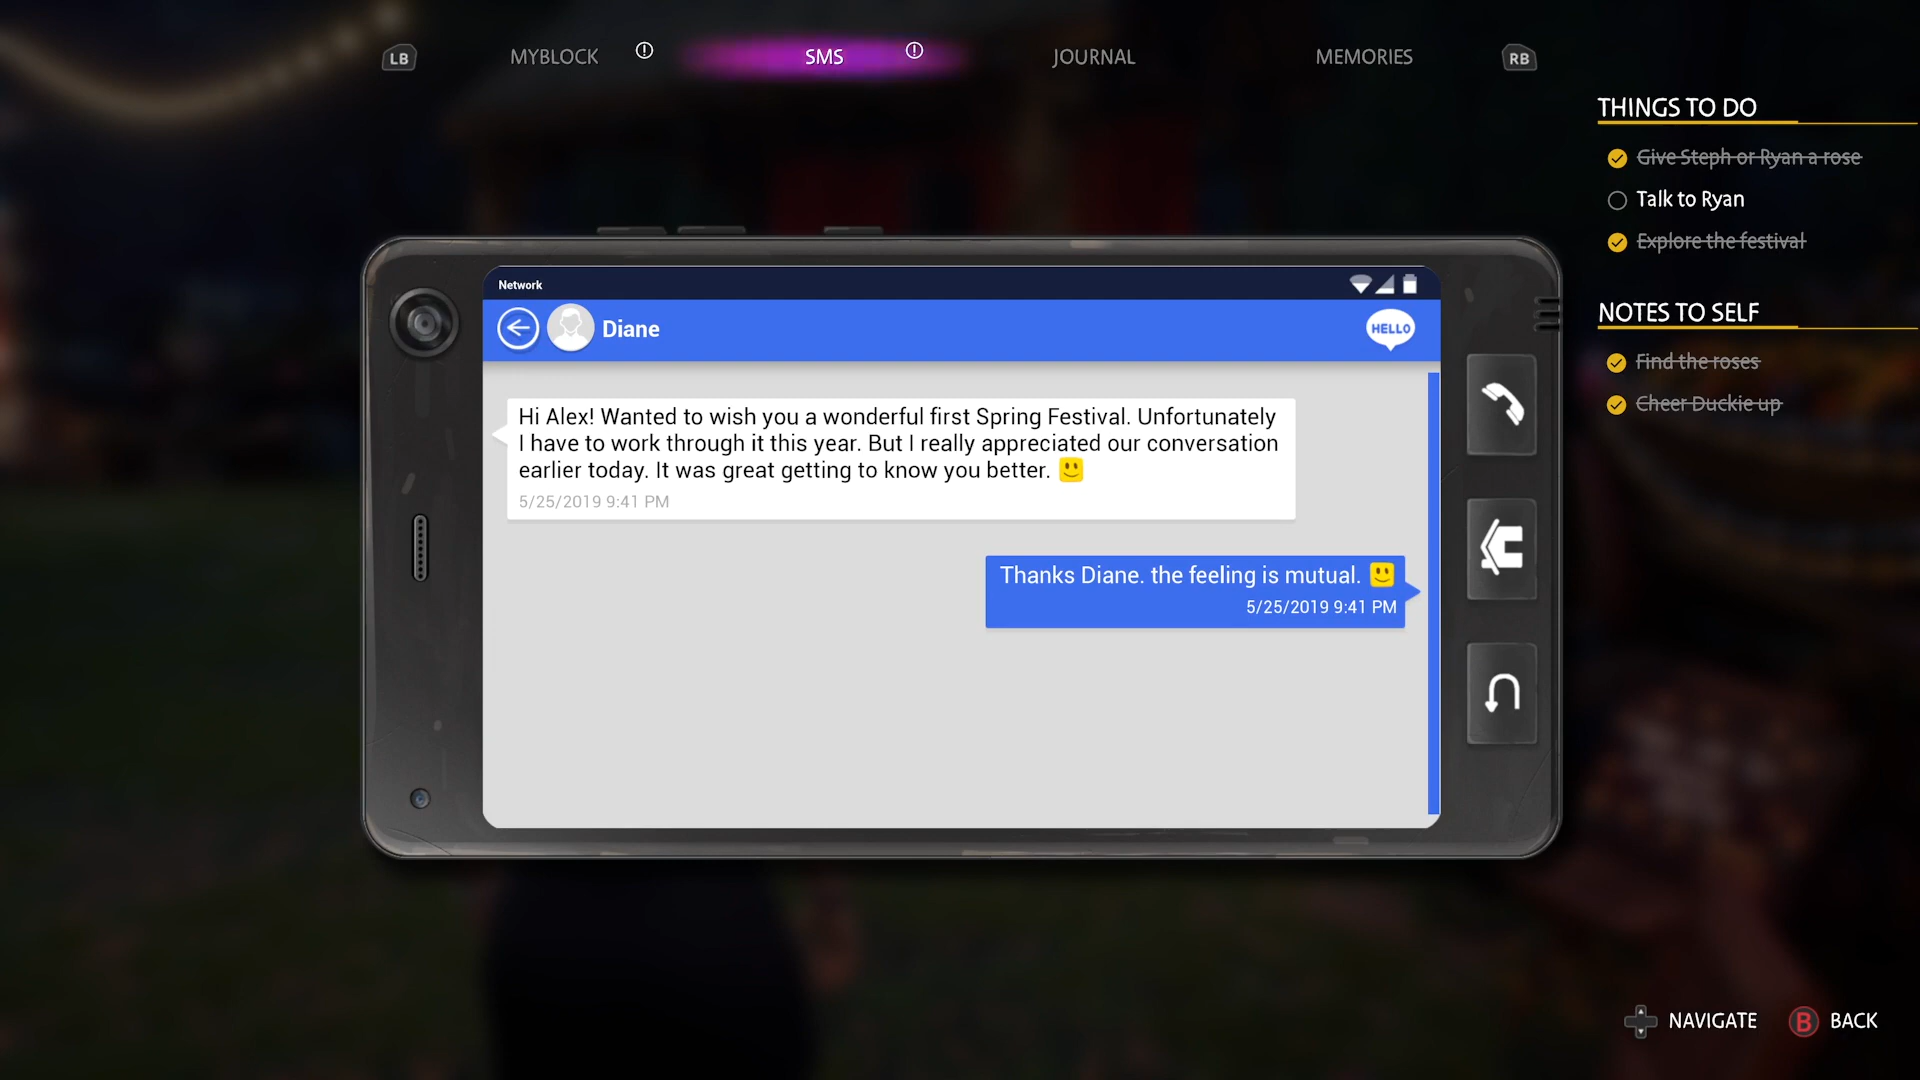 LB
MYBLOCK
SMS
JOURNAL
MEMORIES
RB
THINGS TO DO
Give Steph or Ryan a rose
Talk to Ryan
Explore the festival
NOTES TO SELF
Find the roses
Cheer Duckie up
Network
Diane
HELLO
Hi Alex! Wanted to wish you a wonderful first Spring Festival. Unfortunately
I have to work through it this year. But I really appreciated our conversation
earlier today. It was great getting to know you better.
5/25/2019 9:41 PM
Thanks Diane. the feeling is mutual.
5/25/2019 9:41 PM
NAVIGATE
B BACK